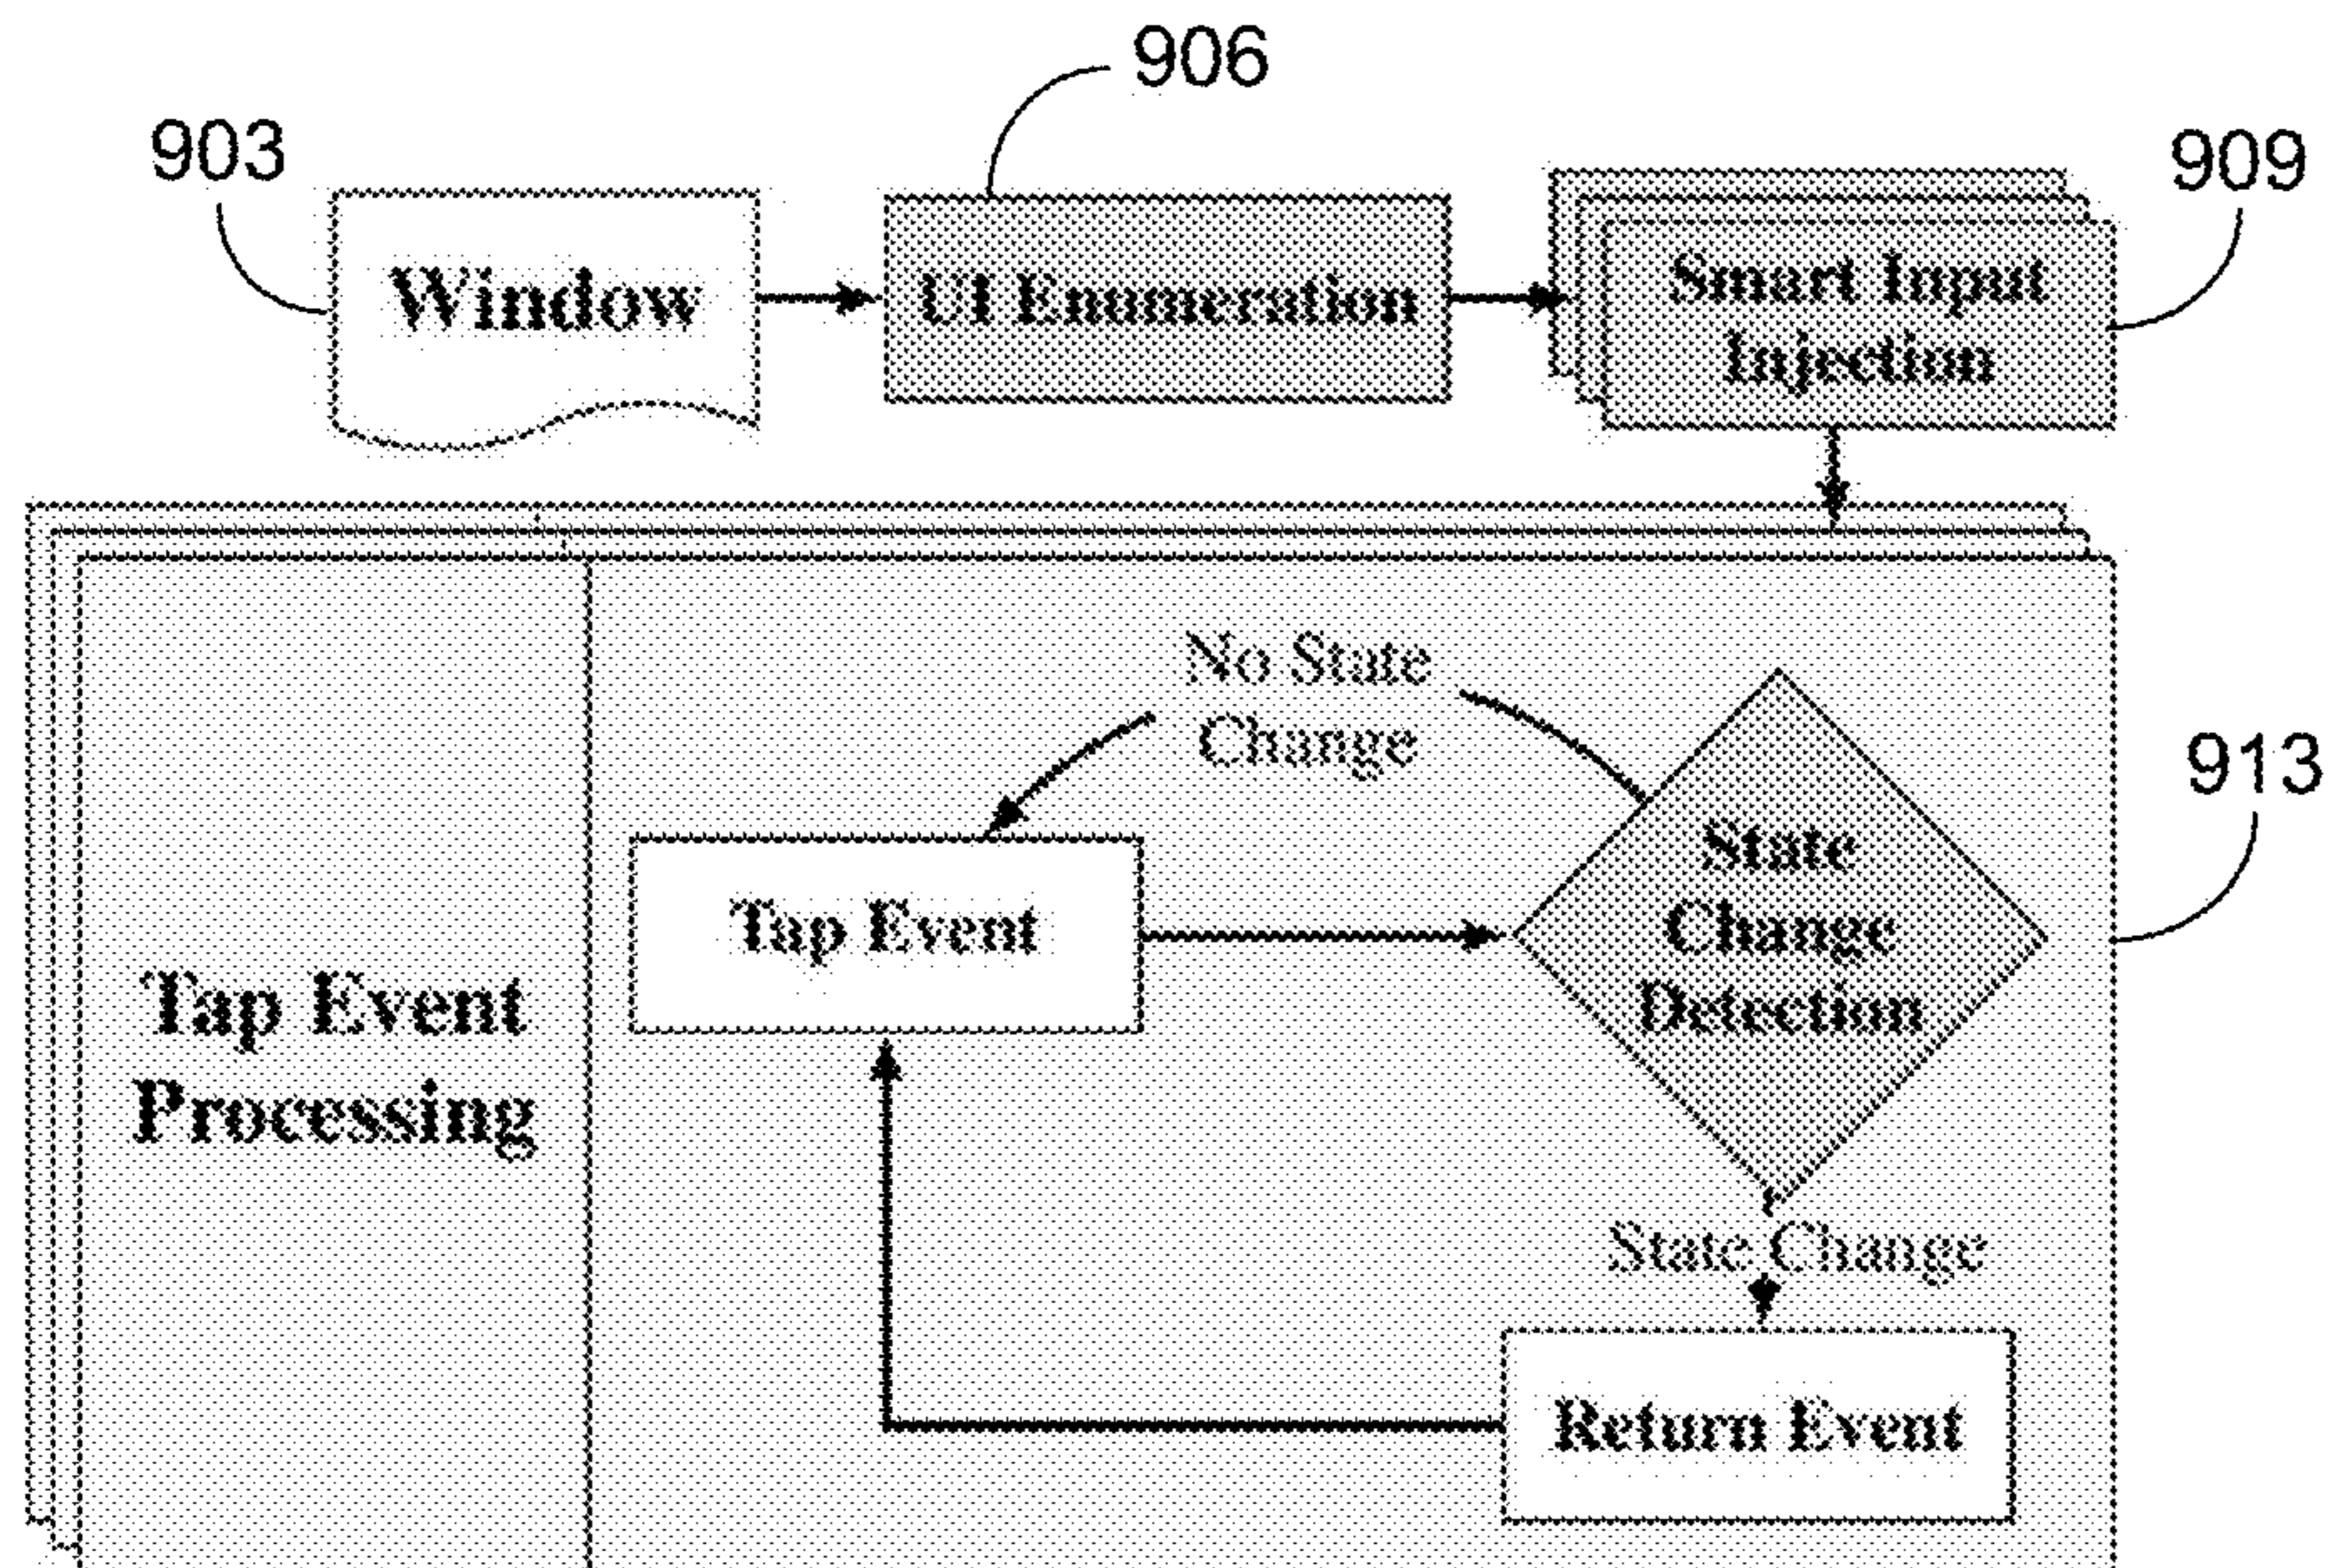 906
903
909
Window
UI Enumeration
Smart Input
Injection
No State
Change
913
State
Change
Detection
Tap Event
Tap Event
Processing
State Change
Return Event